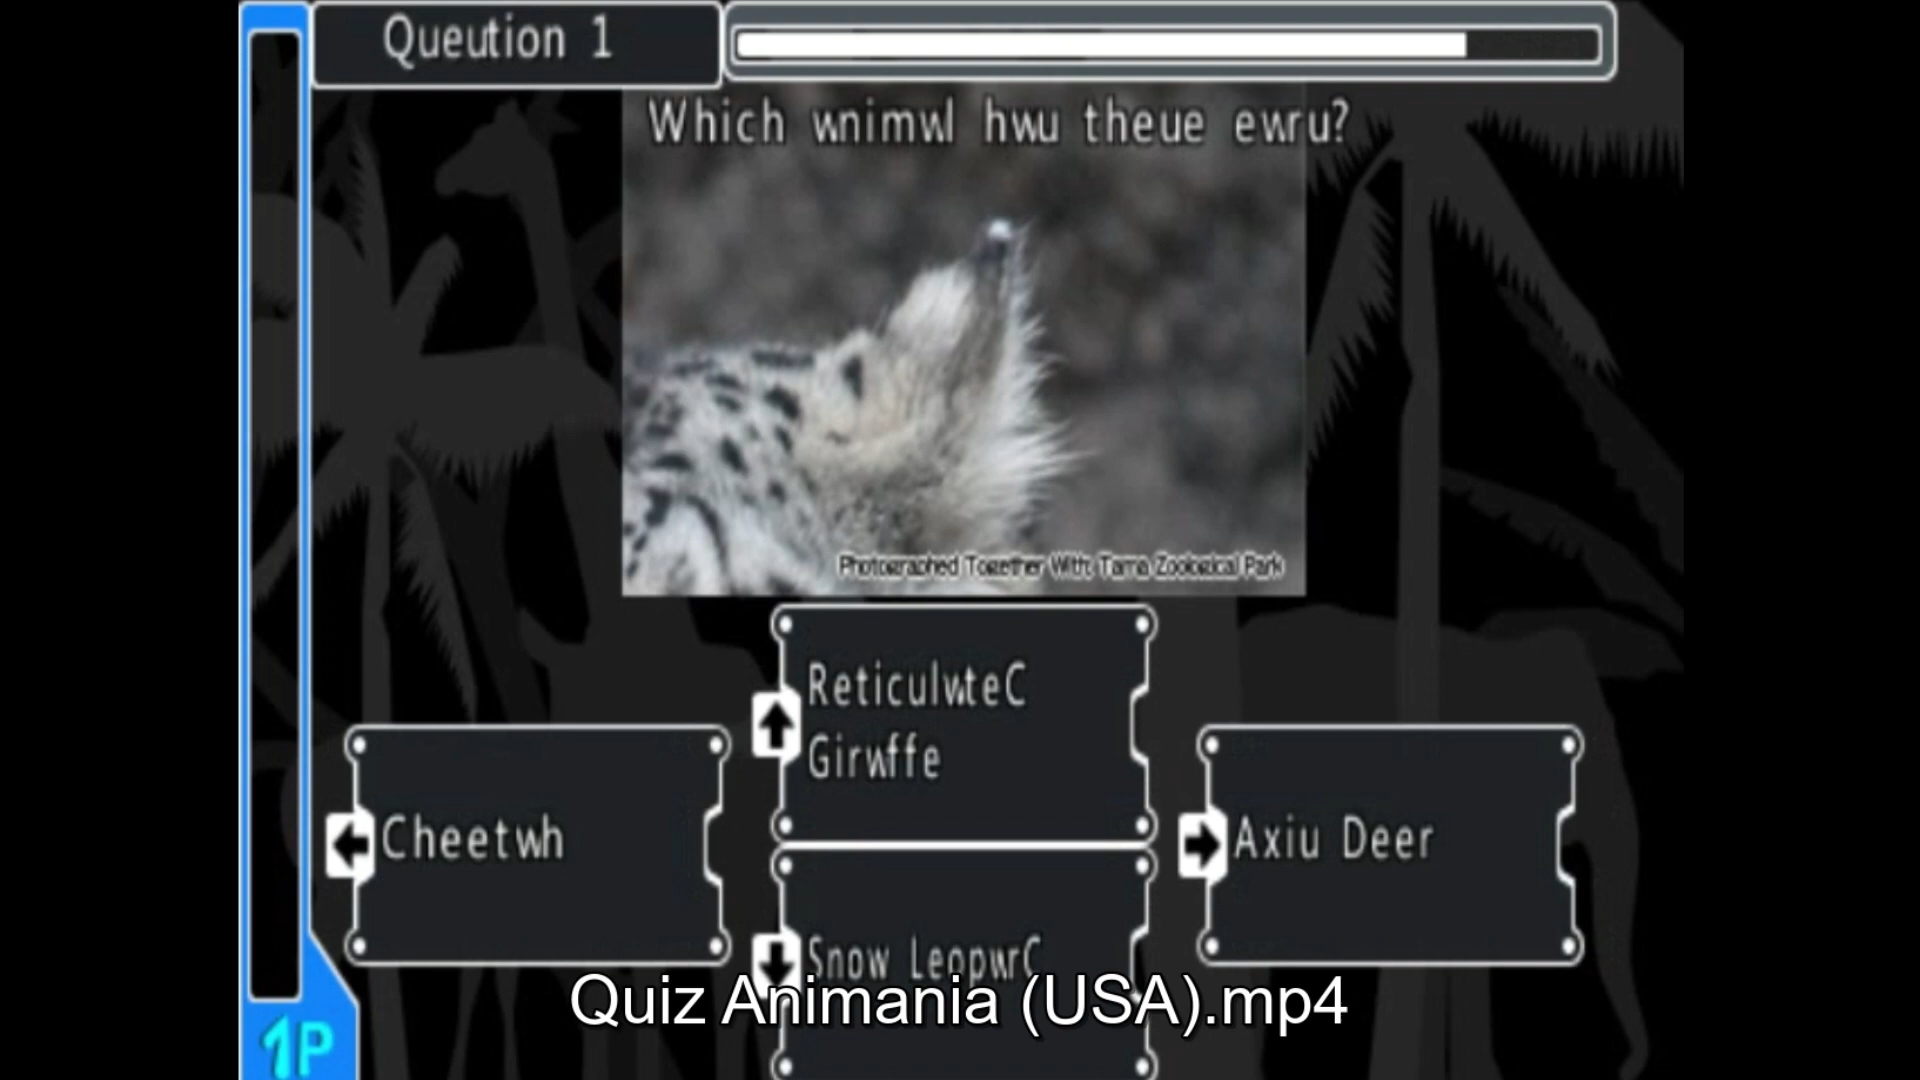 Queution 1
Which wnimwl hwu theue ewru?
Photographed Together With: Tama Zoological Park
ReticulwteC
Girwffe
Cheetwh
Axiu Deer
Snow LeopwrC
Quiz Animania (USA).mp4
1P